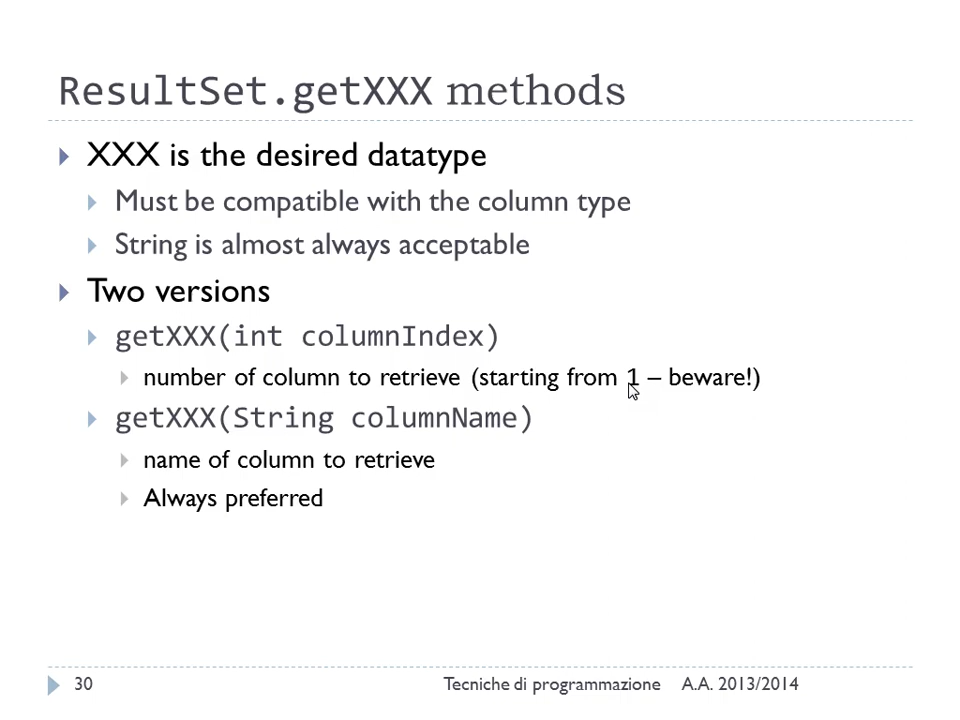 ResultSet.getXXX methods
XXX is the desired datatype
Must be compatible with the column type
String is almost always acceptable
Two versions
getXXX(int columnIndex)
number of column to retrieve (starting from 1 – beware!)
getXXX(String columnName)
name of column to retrieve
Always preferred
30 Tecniche di programmazione A.A. 2013/2014